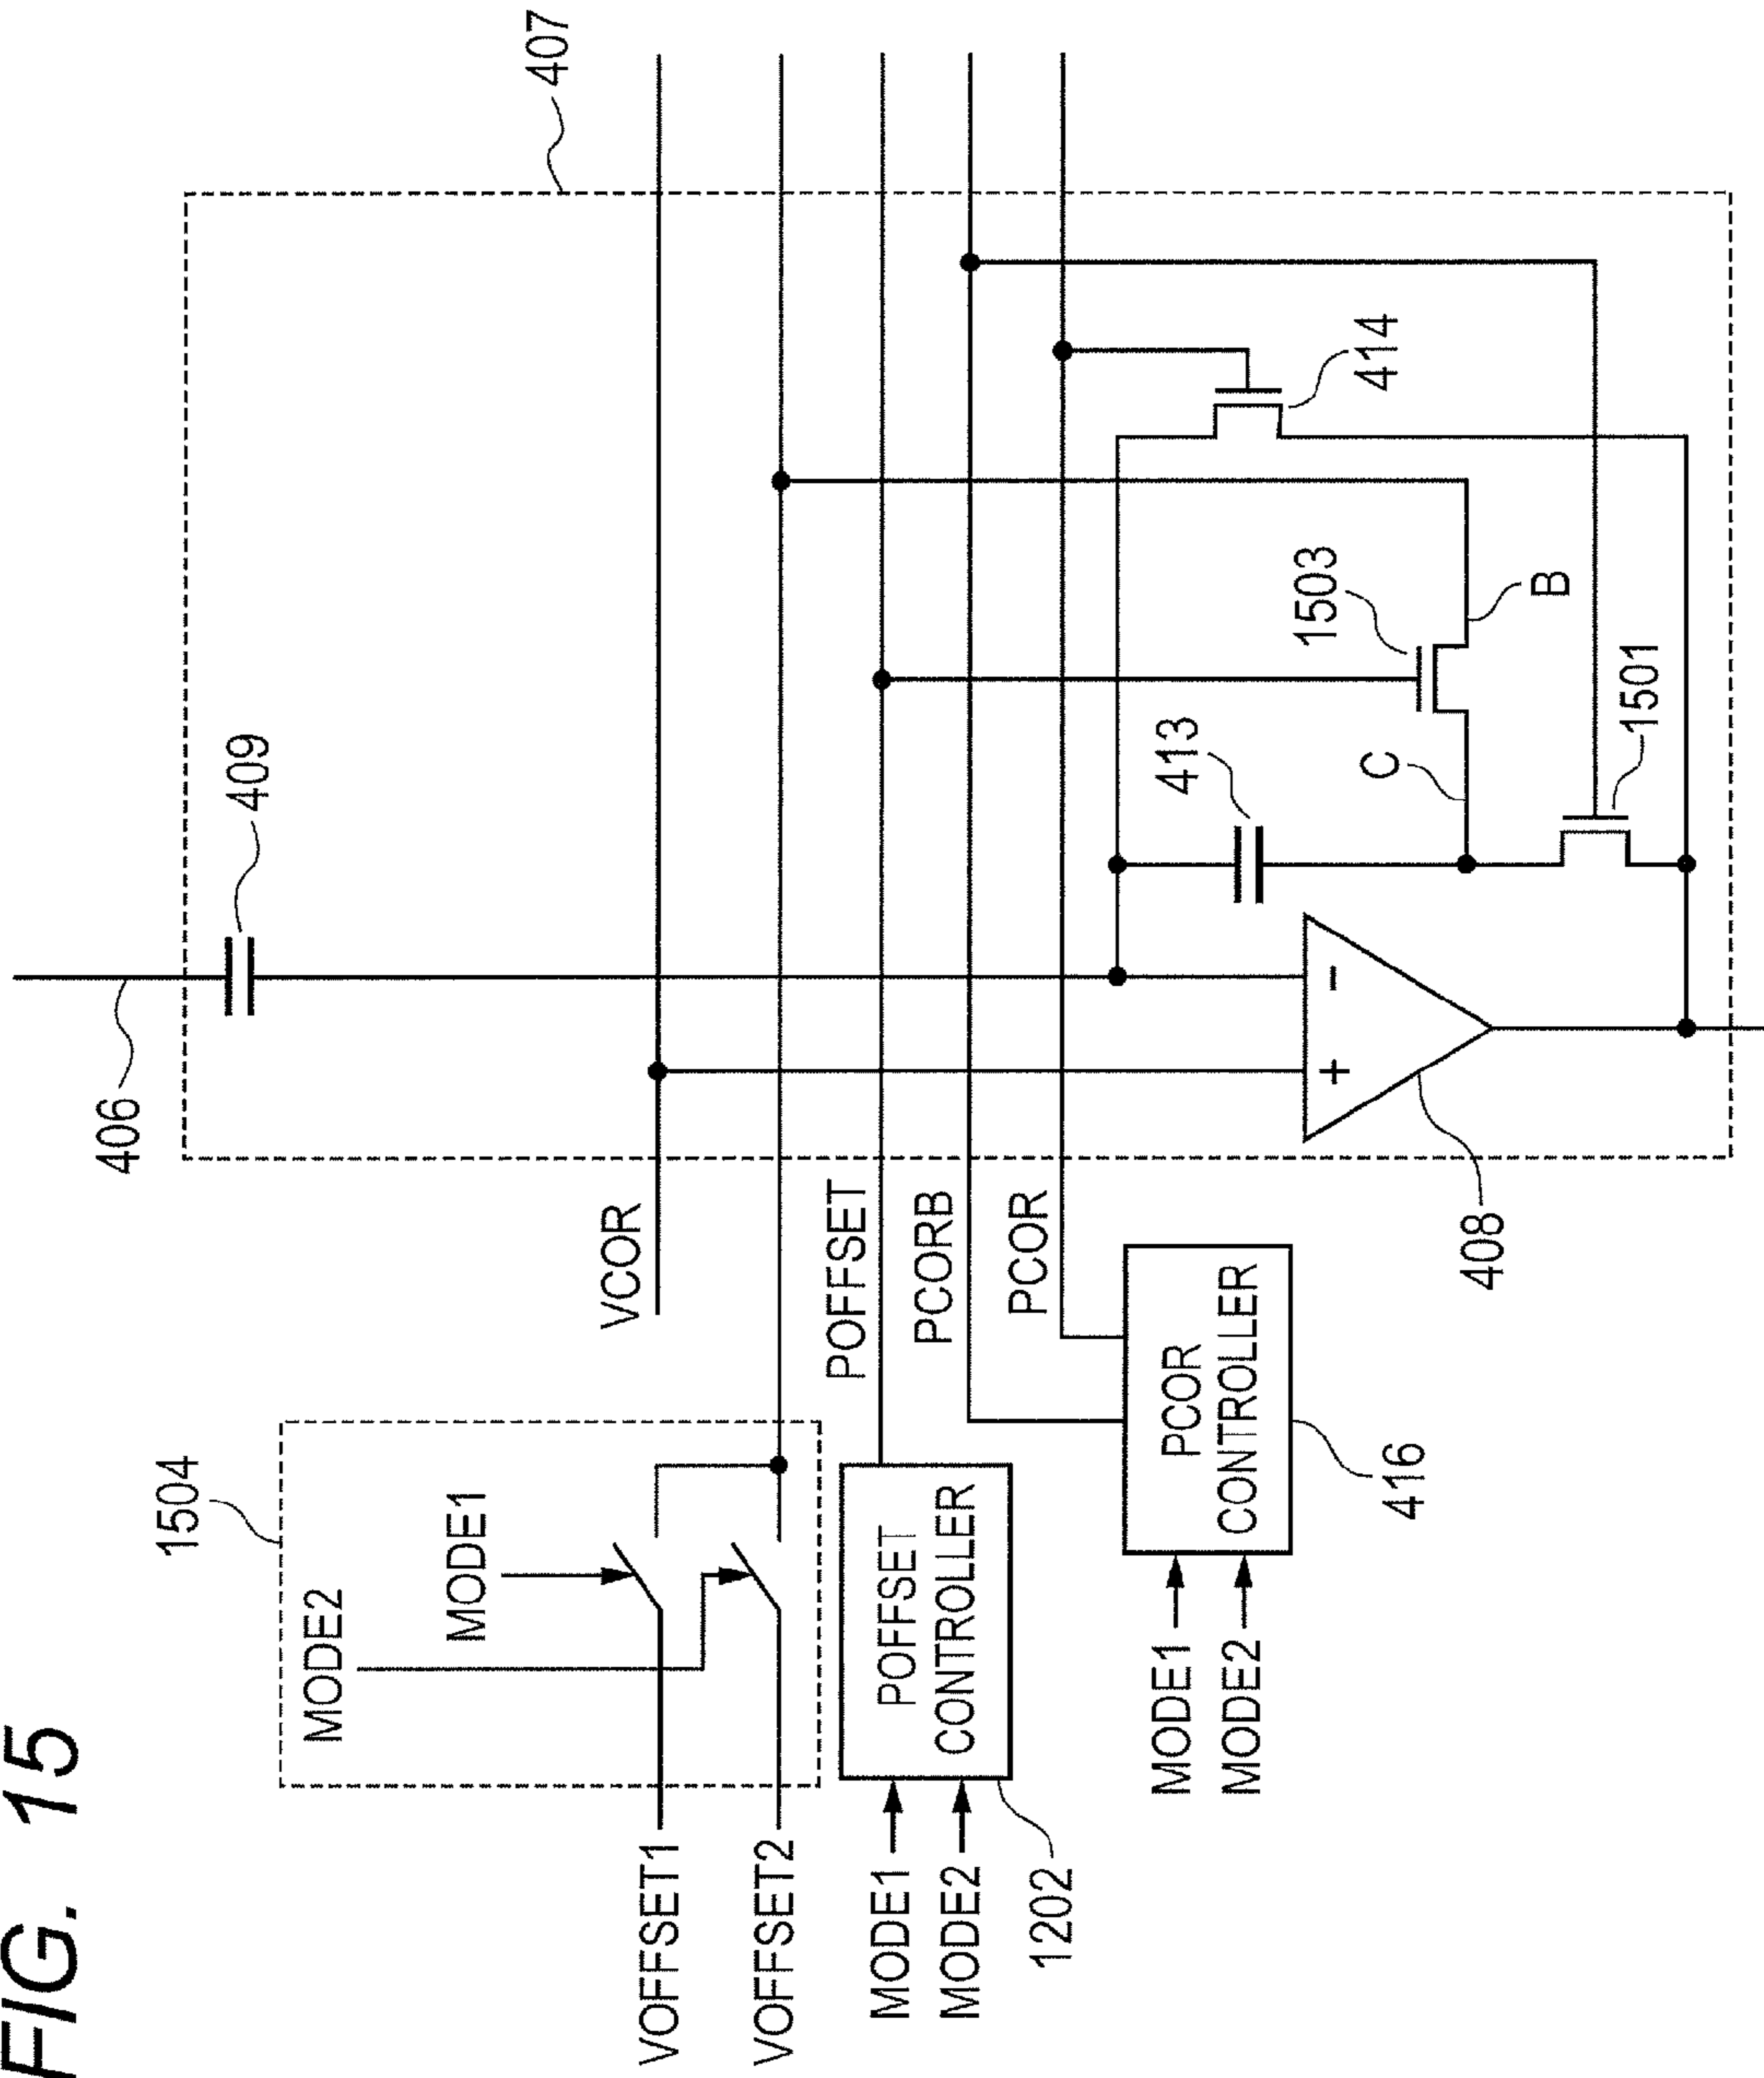 FIG. 15
1504
MODE2
MODE1
VOFFSET1
VOFFSET2
MODE1
MODE2
1202
POFFSET
CONTROLLER
MODE1
MODE2
PCOR
CONTROLLER
416
VCOR
POFFSET
PCORB
PCOR
406
409
407
+
−
408
413
C
1503
B
1501
414